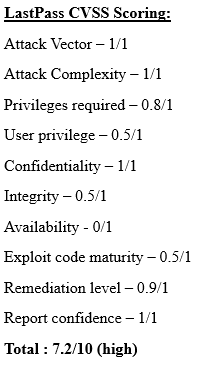 LastPass CVSS Scoring:
Attack Vector – 1/1
Attack Complexity – 1/1
Privileges required – 0.8/1
User privilege – 0.5/1
Confidentiality – 1/1
Integrity – 0.5/1
Availability - 0/1
Exploit code maturity – 0.5/1
Remediation level – 0.9/1
Report confidence – 1/1
Total : 7.2/10 (high)